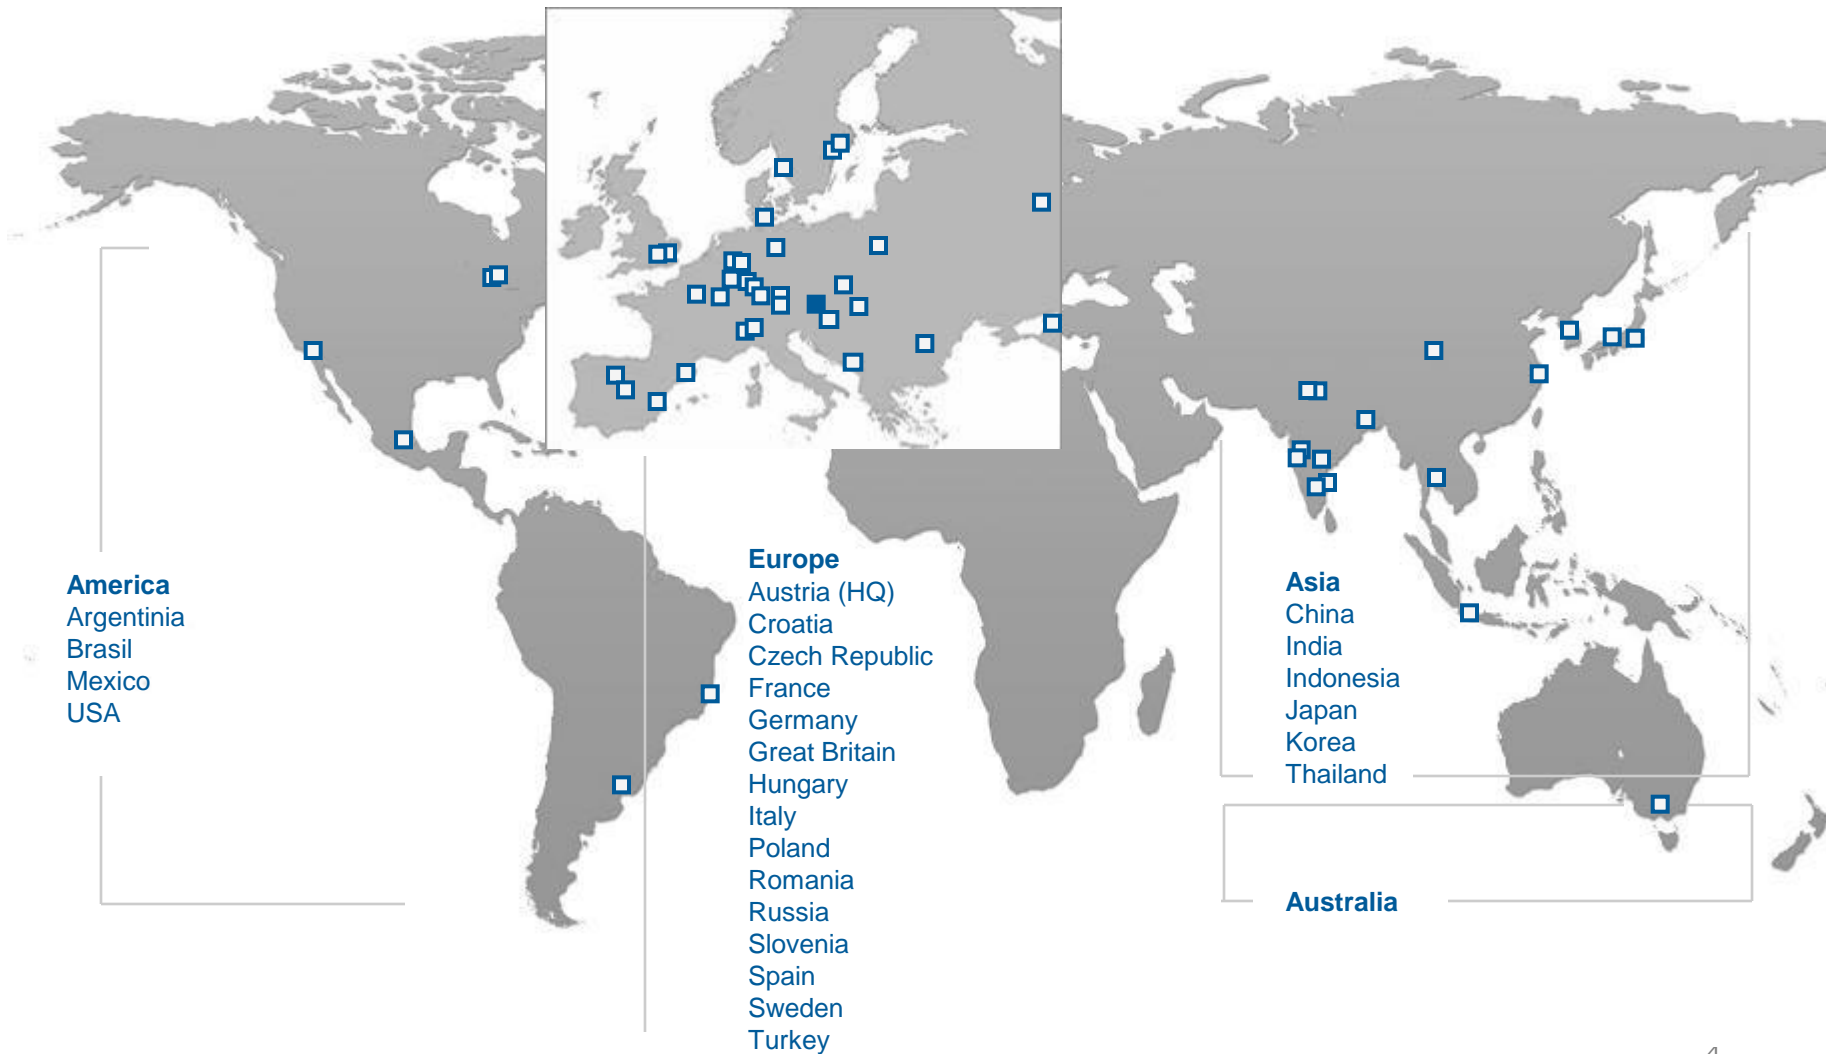 America
Argentinia
Brasil
Mexico
USA
Europe
Austria (HQ)
Croatia
Czech Republic
France
Germany
Great Britain
Hungary
Italy
Poland
Romania
Russia
Slovenia
Spain
Sweden
Turkey
Asia
China
India
Indonesia
Japan
Korea
Thailand
Australia